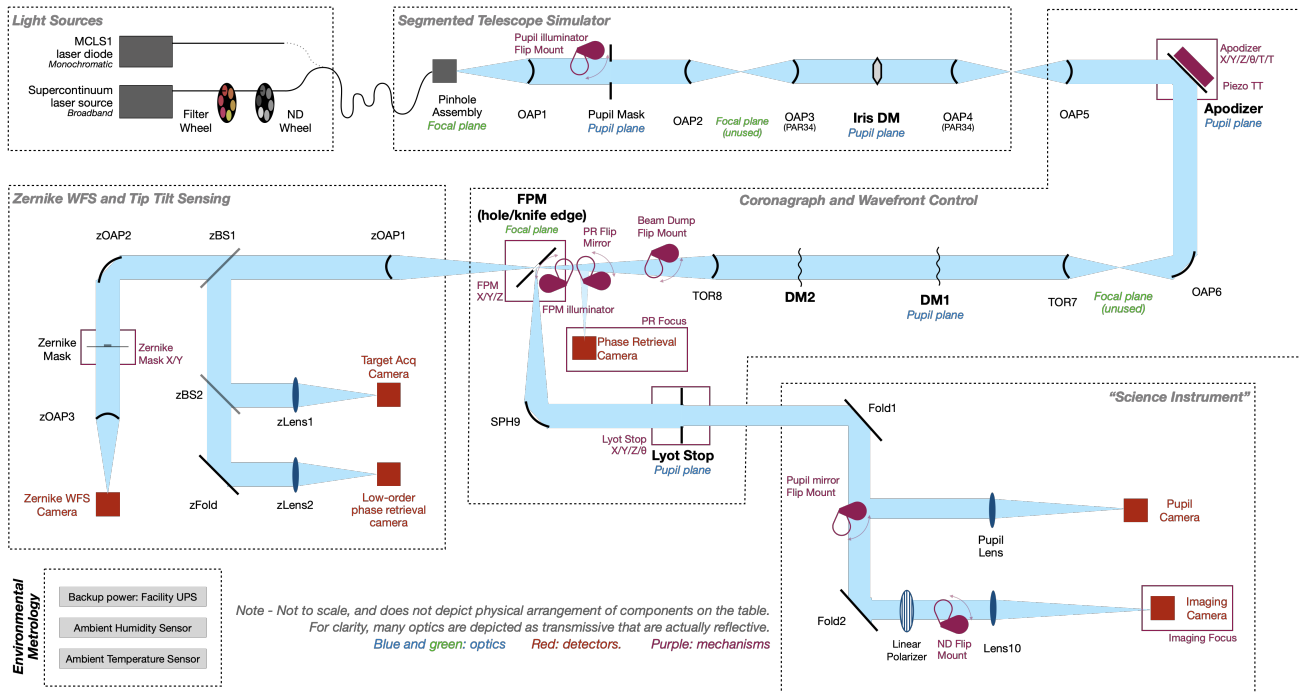 Light Sources
MCLS1
laser diode
Monochromatic
Supercontinuum
laser source
Broadband
Filter
Wheel
ND
Wheel
Segmented Telescope Simulator
Pupil illuminator
Flip Mount
Pinhole
Assembly
Focal plane
OAP1
Pupil Mask
Pupil plane
OAP2
Focal plane
(unused)
OAP3
(PAR34)
Iris DM
Pupil plane
OAP4
(PAR34)
OAP5
Apodizer
X/Y/Z/θ/T/T
Piezo TT
Apodizer
Pupil plane
Zernike WFS and Tip Tilt Sensing
zOAP2
zBS1
zOAP1
Zernike
Mask
Zernike
Mask X/Y
zOAP3
zBS2
Target Acq
Camera
zLens1
Zernike WFS
Camera
zFold
zLens2
Low-order
phase retrieval
camera
Coronagraph and Wavefront Control
FPM
(hole/knife edge)
Focal plane
PR Flip
Mirror
Beam Dump
Flip Mount
FPM
X/Y/Z
FPM illuminator
TOR8
DM2
DM1
Pupil plane
TOR7
Focal plane
(unused)
OAP6
PR Focus
Phase Retrieval
Camera
SPH9
Lyot Stop
X/Y/Z/θ
Lyot Stop
Pupil plane
"Science Instrument"
Fold1
Pupil mirror
Flip Mount
Pupil
Lens
Pupil
Camera
Fold2
Linear
Polarizer
ND Flip
Mount
Lens10
Imaging
Camera
Imaging Focus
Environmental
Metrology
Backup power: Facility UPS
Ambient Humidity Sensor
Ambient Temperature Sensor
Note - Not to scale, and does not depict physical arrangement of components on the table.
For clarity, many optics are depicted as transmissive that are actually reflective.
Blue and green: optics Red: detectors. Purple: mechanisms